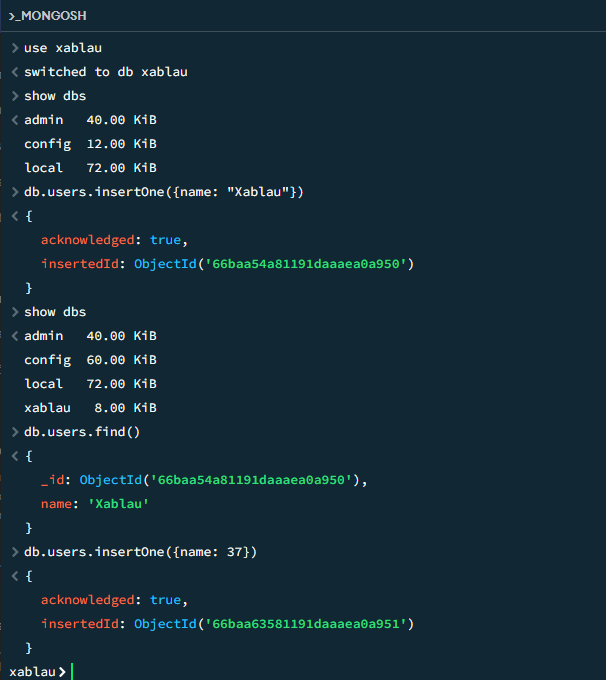 >_MONGOSH
> use xablau
< switched to db xablau
> show dbs
< admin   40.00 KiB
config  12.00 KiB
local   72.00 KiB
> db.users.insertOne({name: "Xablau"})
< {
  acknowledged: true,
  insertedId: ObjectId('66baa54a81191daaaea0a950')
}
> show dbs
< admin   40.00 KiB
config  60.00 KiB
local   72.00 KiB
xablau   8.00 KiB
> db.users.find()
< {
  _id: ObjectId('66baa54a81191daaaea0a950'),
  name: 'Xablau'
}
> db.users.insertOne({name: 37})
< {
  acknowledged: true,
  insertedId: ObjectId('66baa63581191daaaea0a951')
}
xablau>